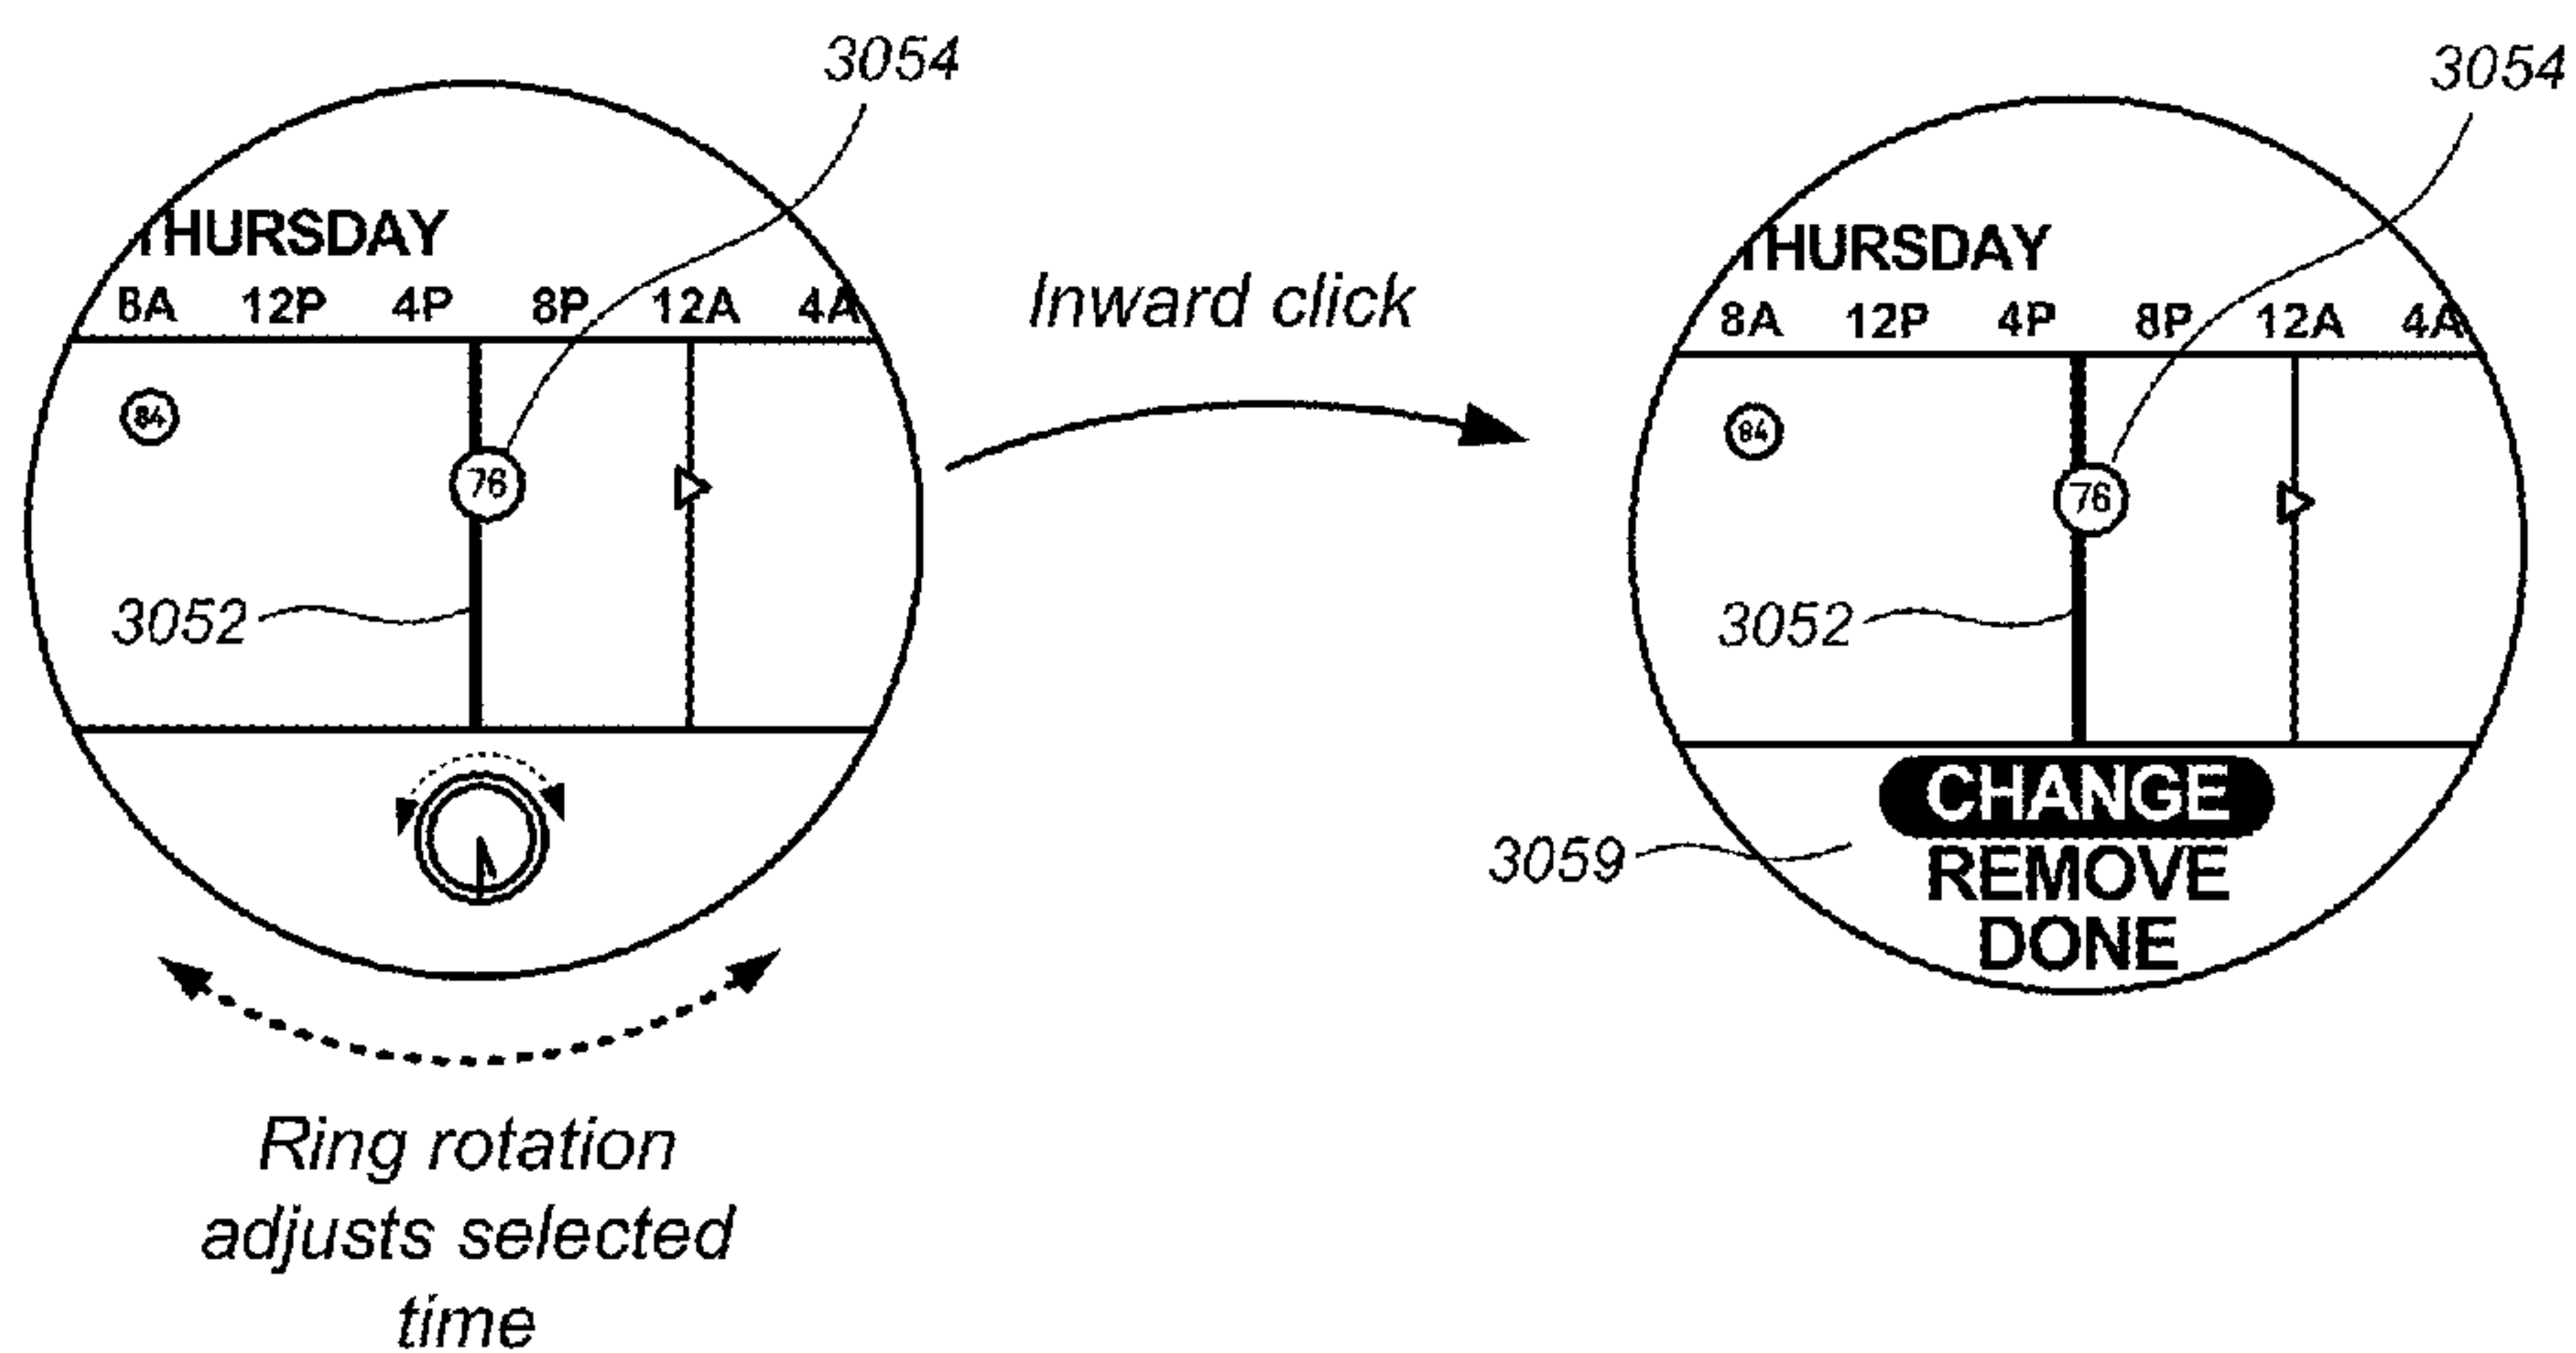 3054
THURSDAY
8A 12P 4P 8P 12A 4A
84
76
3052
Ring rotation
adjusts selected
time
Inward click
3054
THURSDAY
8A 12P 4P 8P 12A 4A
84
76
3052
CHANGE
3059
REMOVE
DONE